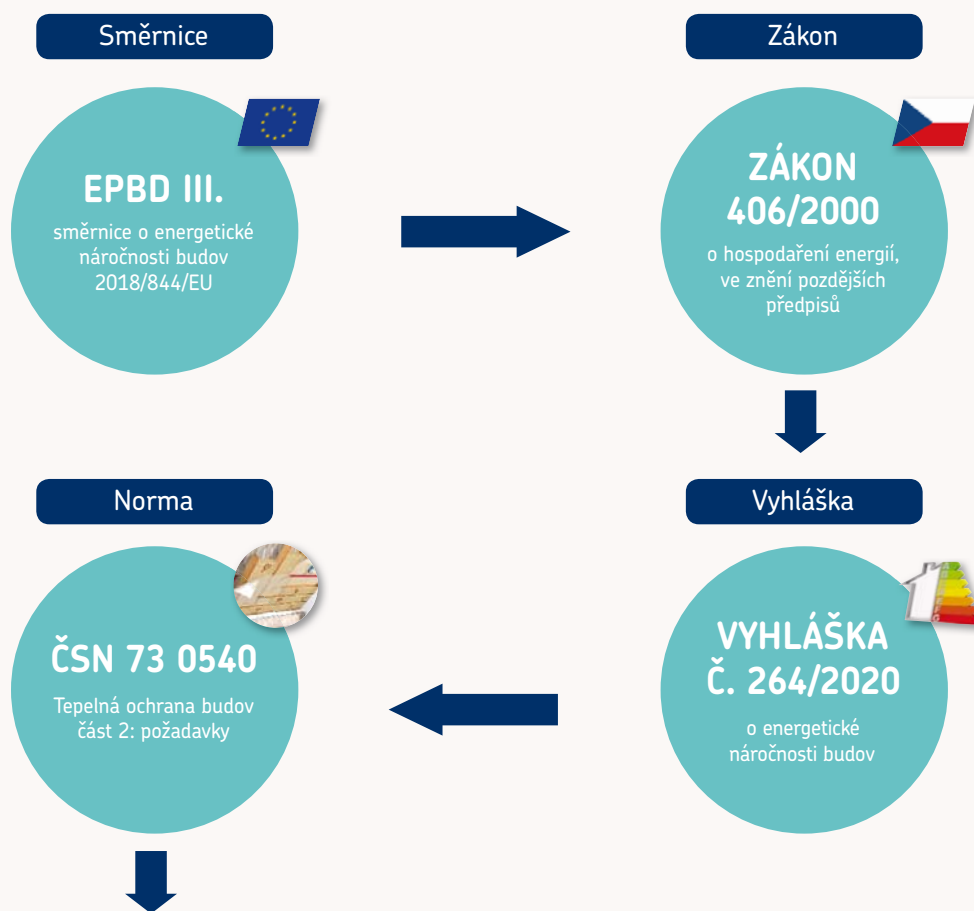 Směrnice
EPBD III.
směrnice o energetické
náročnosti budov
2018/844/EU
Zákon
ZÁKON
406/2000
o hospodaření energií,
ve znění pozdějších
předpisů
Vyhláška
VYHLÁŠKA
Č. 264/2020
o energetické
náročnosti budov
Norma
ČSN 73 0540
Tepelná ochrana budov
část 2: požadavky